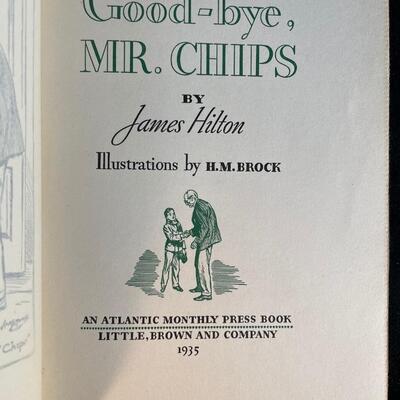 Good-bye,
MR. CHIPS
BY
James Hilton
Illustrations by H.M. BROCK
AN ATLANTIC MONTHLY PRESS BOOK
LITTLE, BROWN AND COMPANY
1935
"Chips"